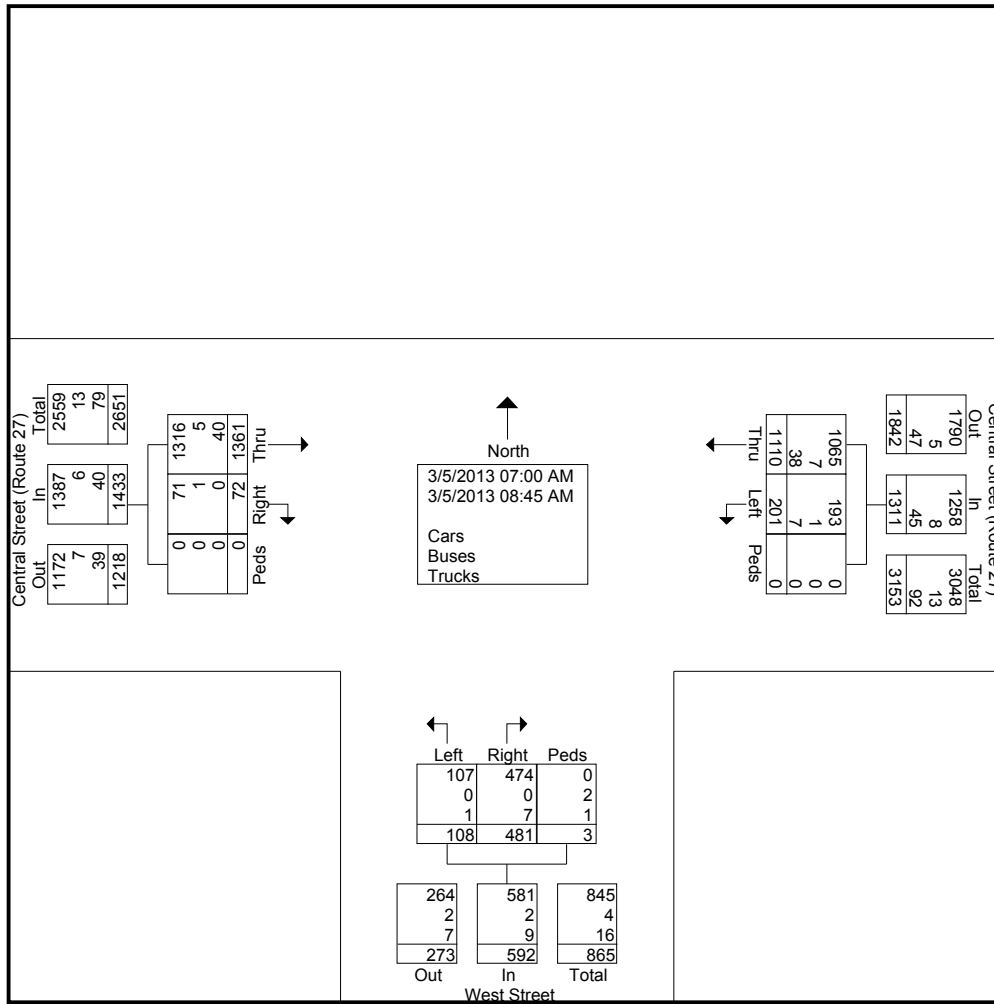 Central Street (Route 27)
Out In Total
1172 1387 2559
7 6 13
39 40 79
1218 1433 2651
1316 71 0
5 1 0
40 0 0
1361 72 0
Thru Right Peds
North
3/5/2013 07:00 AM
3/5/2013 08:45 AM
Cars
Buses
Trucks
Central Street (Route 27)
Out In Total
1790 1258 3048
5 8 13
47 45 92
1842 1311 3153
1065 193 0
7 1 0
38 7 0
1110 201 0
Thru Left Peds
Left Right Peds
107 474 0
0 0 2
1 7 1
108 481 3
264 581 845
2 2 4
7 9 16
273 592 865
Out In Total
West Street